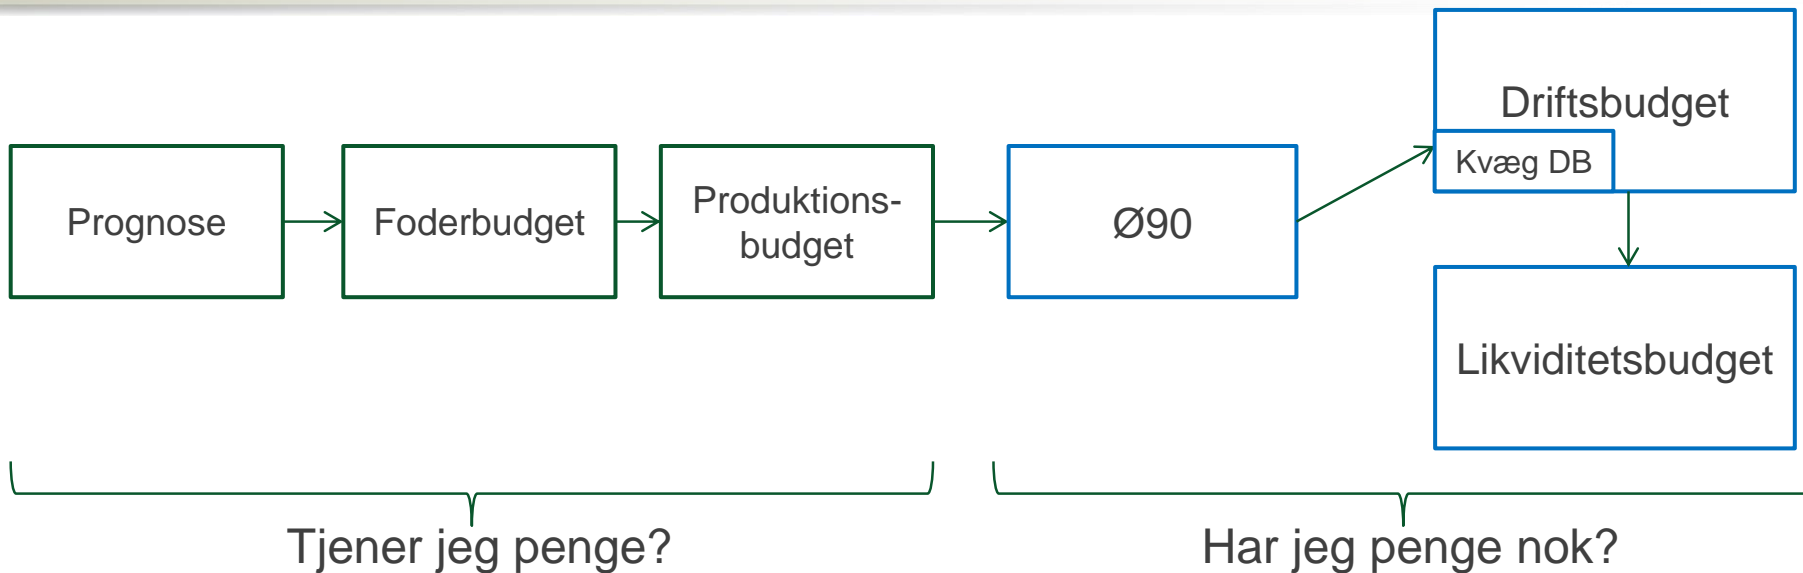 Prognose
Foderbudget
Produktions-
budget
Ø90
Driftsbudget
Kvæg DB
Likviditetsbudget
Tjener jeg penge?
Har jeg penge nok?